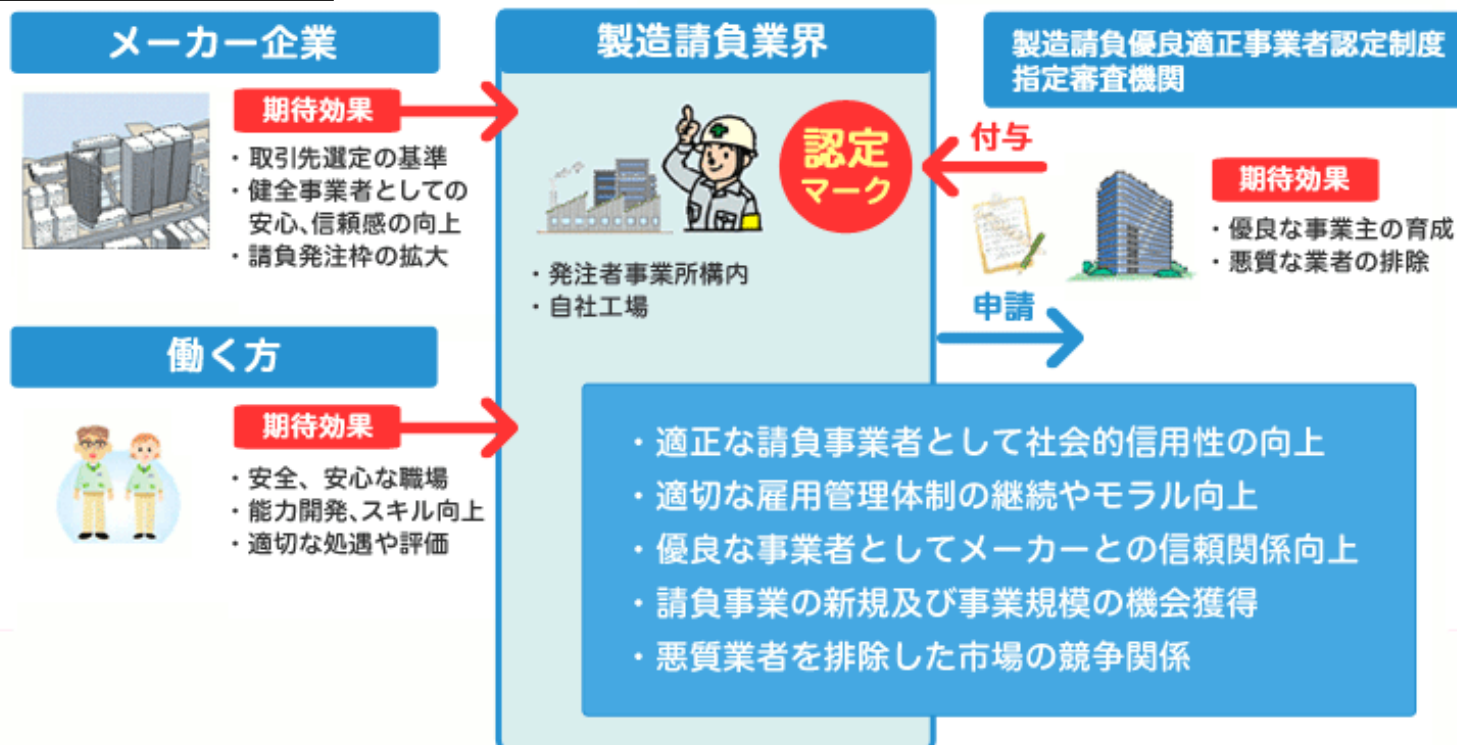 メーカー企業
期待効果
・取引先選定の基準
・健全事業者としての
安心、信頼感の向上
・請負発注枠の拡大
働く方
期待効果
・安全、安心な職場
・能力開発、スキル向上
・適切な処遇や評価
製造請負業界
認定
マーク
・発注者事業所構内
・自社工場
製造請負優良適正事業者認定制度
指定審査機関
付与
期待効果
・優良な事業主の育成
・悪質な業者の排除
申請
・適正な請負事業者として社会的信用性の向上
・適切な雇用管理体制の継続やモラル向上
・優良な事業者としてメーカーとの信頼関係向上
・請負事業の新規及び事業規模の機会獲得
・悪質業者を排除した市場の競争関係